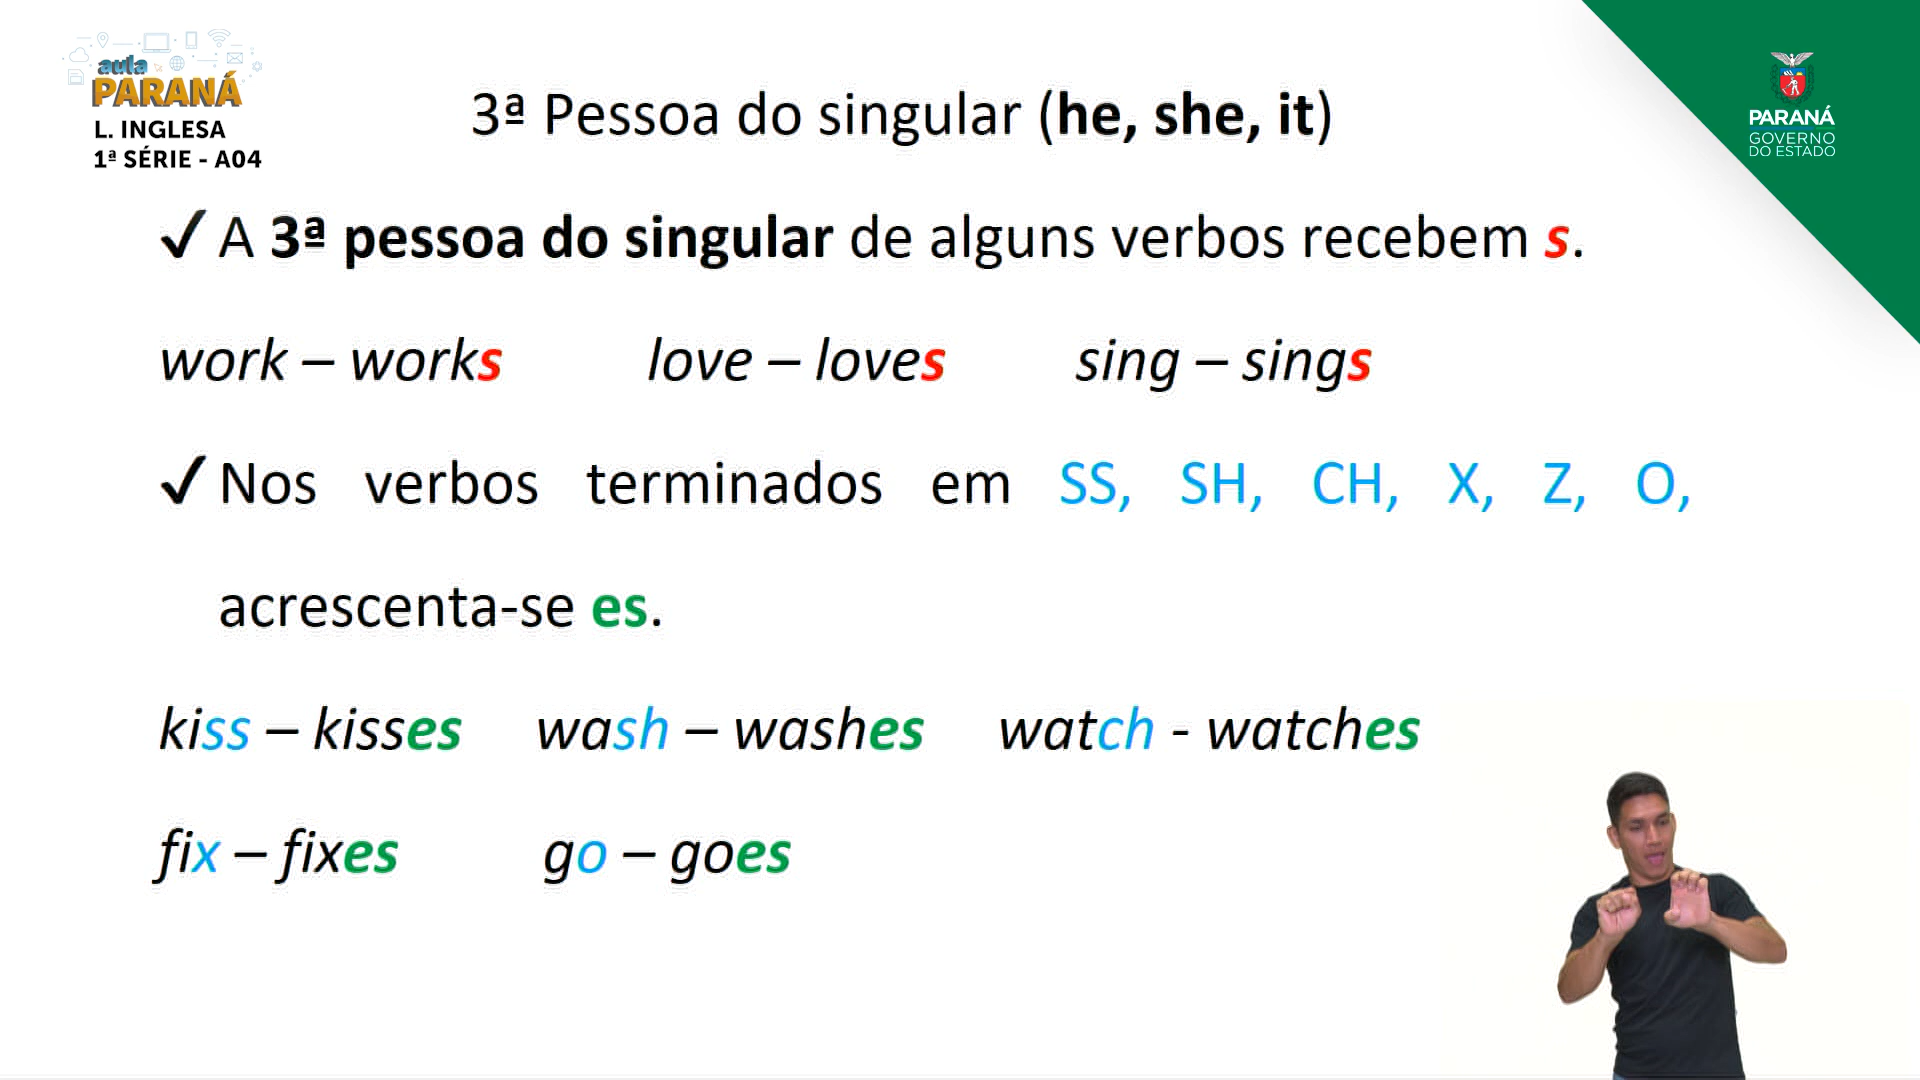 aula
PARANÁ
L. INGLESA
1ª SÉRIE - A04
3ª Pessoa do singular (he, she, it)
PARANÁ
GOVERNO
DO ESTADO
✓ A 3ª pessoa do singular de alguns verbos recebem s.
work – works love – loves sing – sings
✓ Nos verbos terminados em SS, SH, CH, X, Z, O,
acrescenta-se es.
kiss – kisses wash – washes watch - watches
fix – fixes go – goes